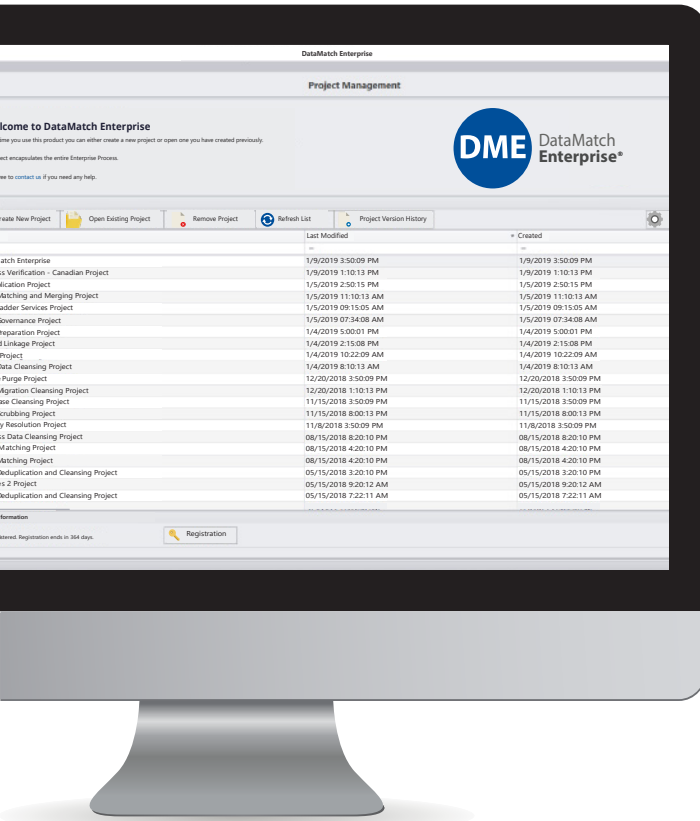 DataMatch Enterprise
Project Management
lcome to DataMatch Enterprise
ime you use this product you can either create a new project or open one you have created previously.
ect encapsulates the entire Enterprise Process.
ee to contact us if you need any help.
DME DataMatch
Enterprise®
reate New Project Open Existing Project Remove Project Refresh List Project Version History
Last Modified Created
= =
atch Enterprise 1/9/2019 3:50:09 PM 1/9/2019 3:50:09 PM
ss Verification - Canadian Project 1/9/2019 1:10:13 PM 1/9/2019 1:10:13 PM
lication Project 1/5/2019 2:50:15 PM 1/5/2019 2:50:15 PM
Matching and Merging Project 1/5/2019 11:10:13 AM 1/5/2019 11:10:13 AM
adder Services Project 1/5/2019 09:15:05 AM 1/5/2019 09:15:05 AM
Governance Project 1/5/2019 07:34:08 AM 1/5/2019 07:34:08 AM
reparation Project 1/4/2019 5:00:01 PM 1/4/2019 5:00:01 PM
d Linkage Project 1/4/2019 2:15:08 PM 1/4/2019 2:15:08 PM
Project 1/4/2019 10:22:09 AM 1/4/2019 10:22:09 AM
Data Cleansing Project 1/4/2019 8:10:13 AM 1/4/2019 8:10:13 AM
Purge Project 12/20/2018 3:50:09 PM 12/20/2018 3:50:09 PM
Migration Cleansing Project 12/20/2018 1:10:13 PM 12/20/2018 1:10:13 PM
ase Cleansing Project 11/15/2018 3:50:09 PM 11/15/2018 3:50:09 PM
crubbing Project 11/15/2018 8:00:13 PM 11/15/2018 8:00:13 PM
y Resolution Project 11/8/2018 3:50:09 PM 11/8/2018 3:50:09 PM
ss Data Cleansing Project 08/15/2018 8:20:10 PM 08/15/2018 8:20:10 PM
Matching Project 08/15/2018 4:20:10 PM 08/15/2018 4:20:10 PM
Matching Project 08/15/2018 4:20:10 PM 08/15/2018 4:20:10 PM
Deduplication and Cleansing Project 05/15/2018 3:20:10 PM 05/15/2018 3:20:10 PM
s 2 Project 05/15/2018 9:20:12 AM 05/15/2018 9:20:12 AM
Deduplication and Cleansing Project 05/15/2018 7:22:11 AM 05/15/2018 7:22:11 AM
nformation
istered. Registration ends in 364 days. Registration